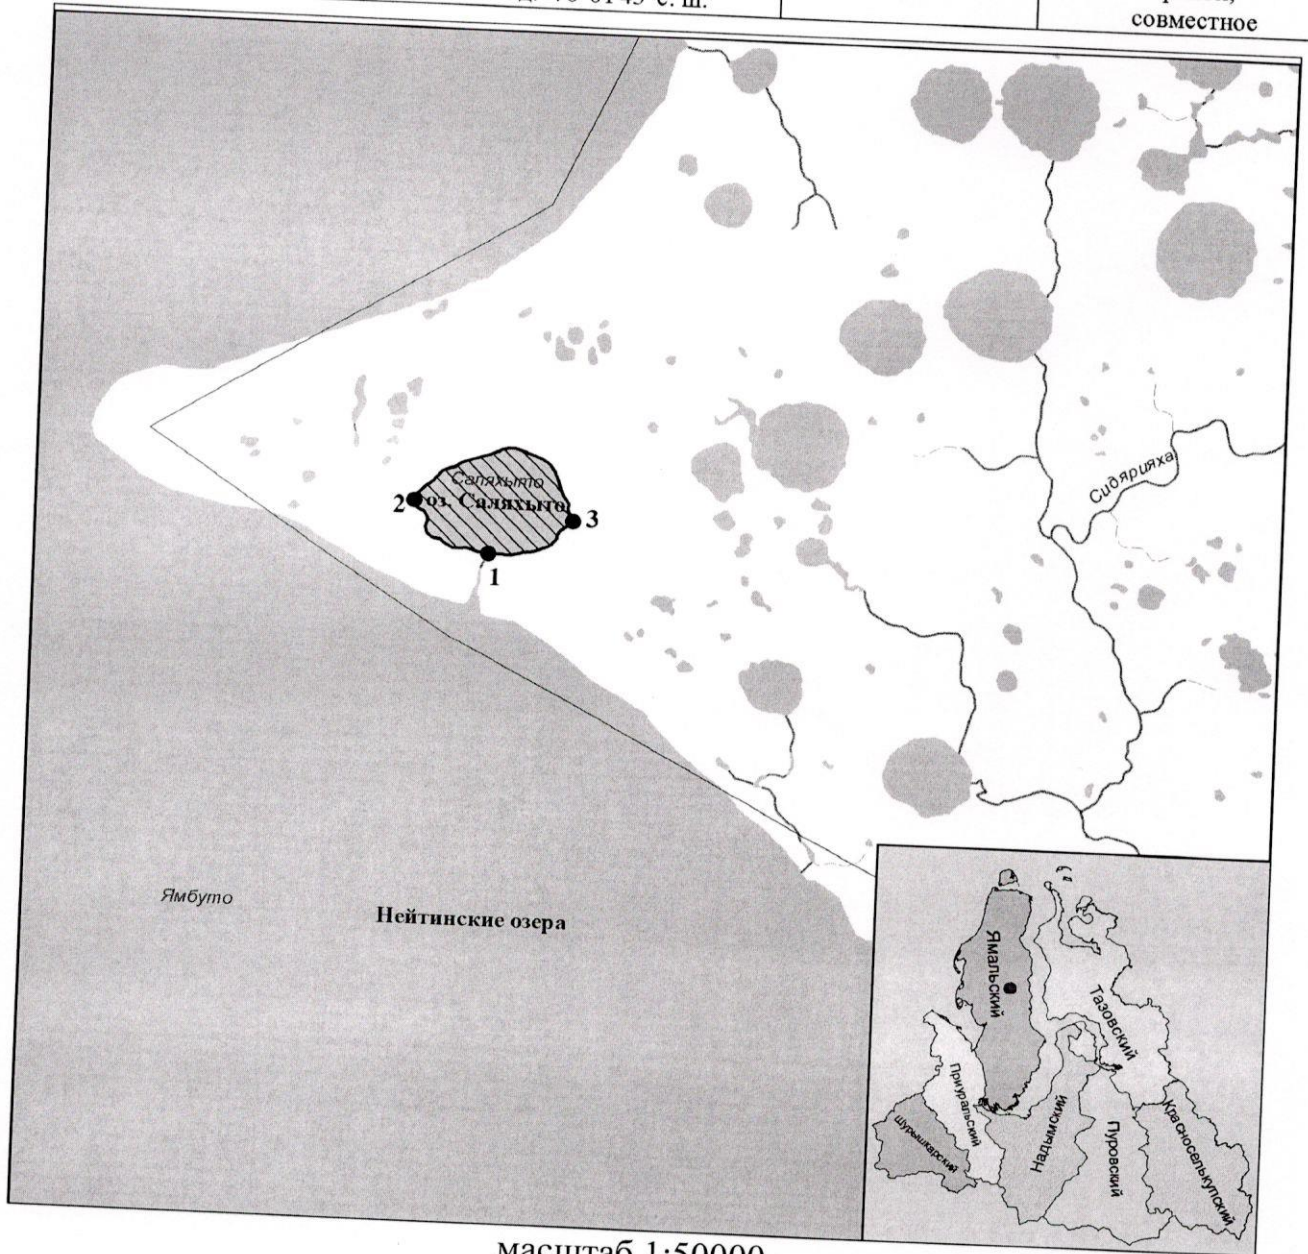 совместное
Саляхыто
оз. Саляхыто
2
3
1
Сидярияха
Ямбуто
Нейтинские озера
Ямальский
Тазовский
Приуральский
Шурышкарский
Надымский
Пуровский
Красноселькупский
масштаб 1:50000